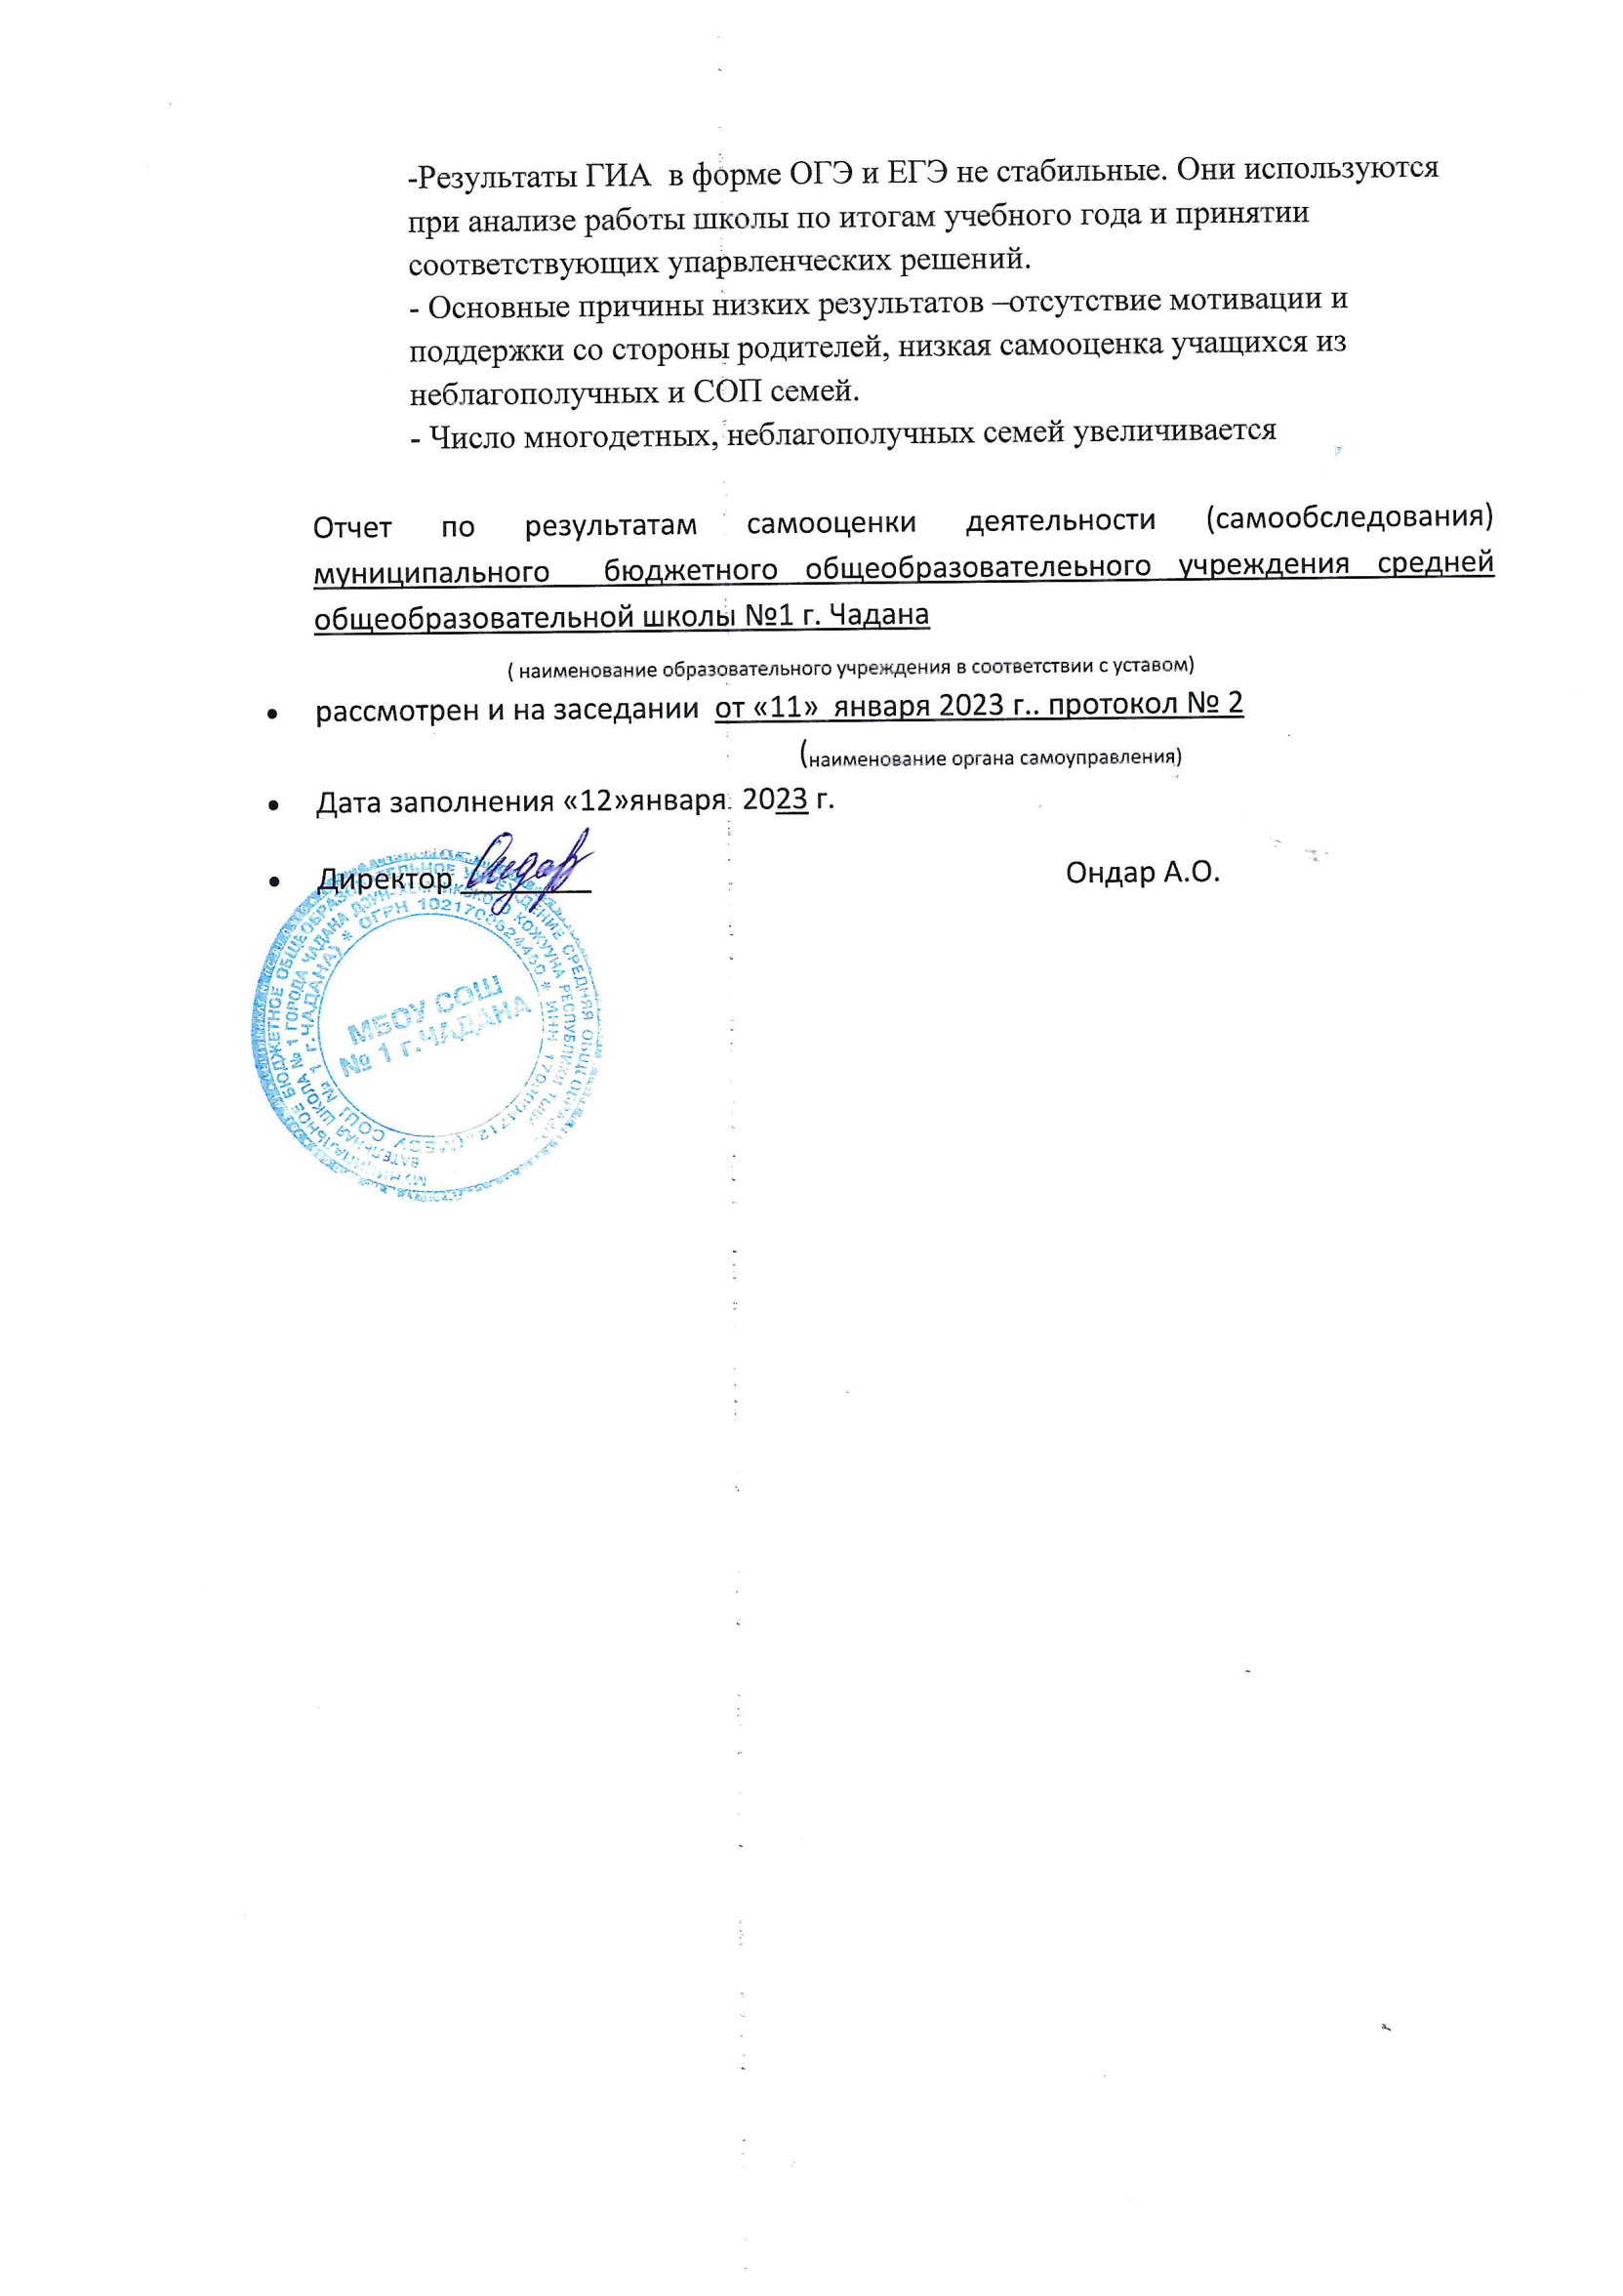 -Результаты ГИА  в форме ОГЭ и ЕГЭ не стабильные. Они используются
при анализе работы школы по итогам учебного года и принятии
соответствующих упарвленческих решений.
- Основные причины низких результатов –отсутствие мотивации и
поддержки со стороны родителей, низкая самооценка учащихся из
неблагополучных и СОП семей.
- Число многодетных, неблагополучных семей увеличивается
Отчет по результатам самооценки деятельности (самообследования)
муниципального бюджетного общеобразователеьного учреждения средней
общеобразовательной школы №1 г. Чадана
( наименование образовательного учреждения в соответствии с уставом)
• рассмотрен и на заседании от «11» января 2023 г.. протокол № 2
(наименование органа самоуправления)
• Дата заполнения «12»января 2023 г.
• Директор Ондар Ондар А.О.
МБОУ СОШ
№ 1 г.ЧАДАНА